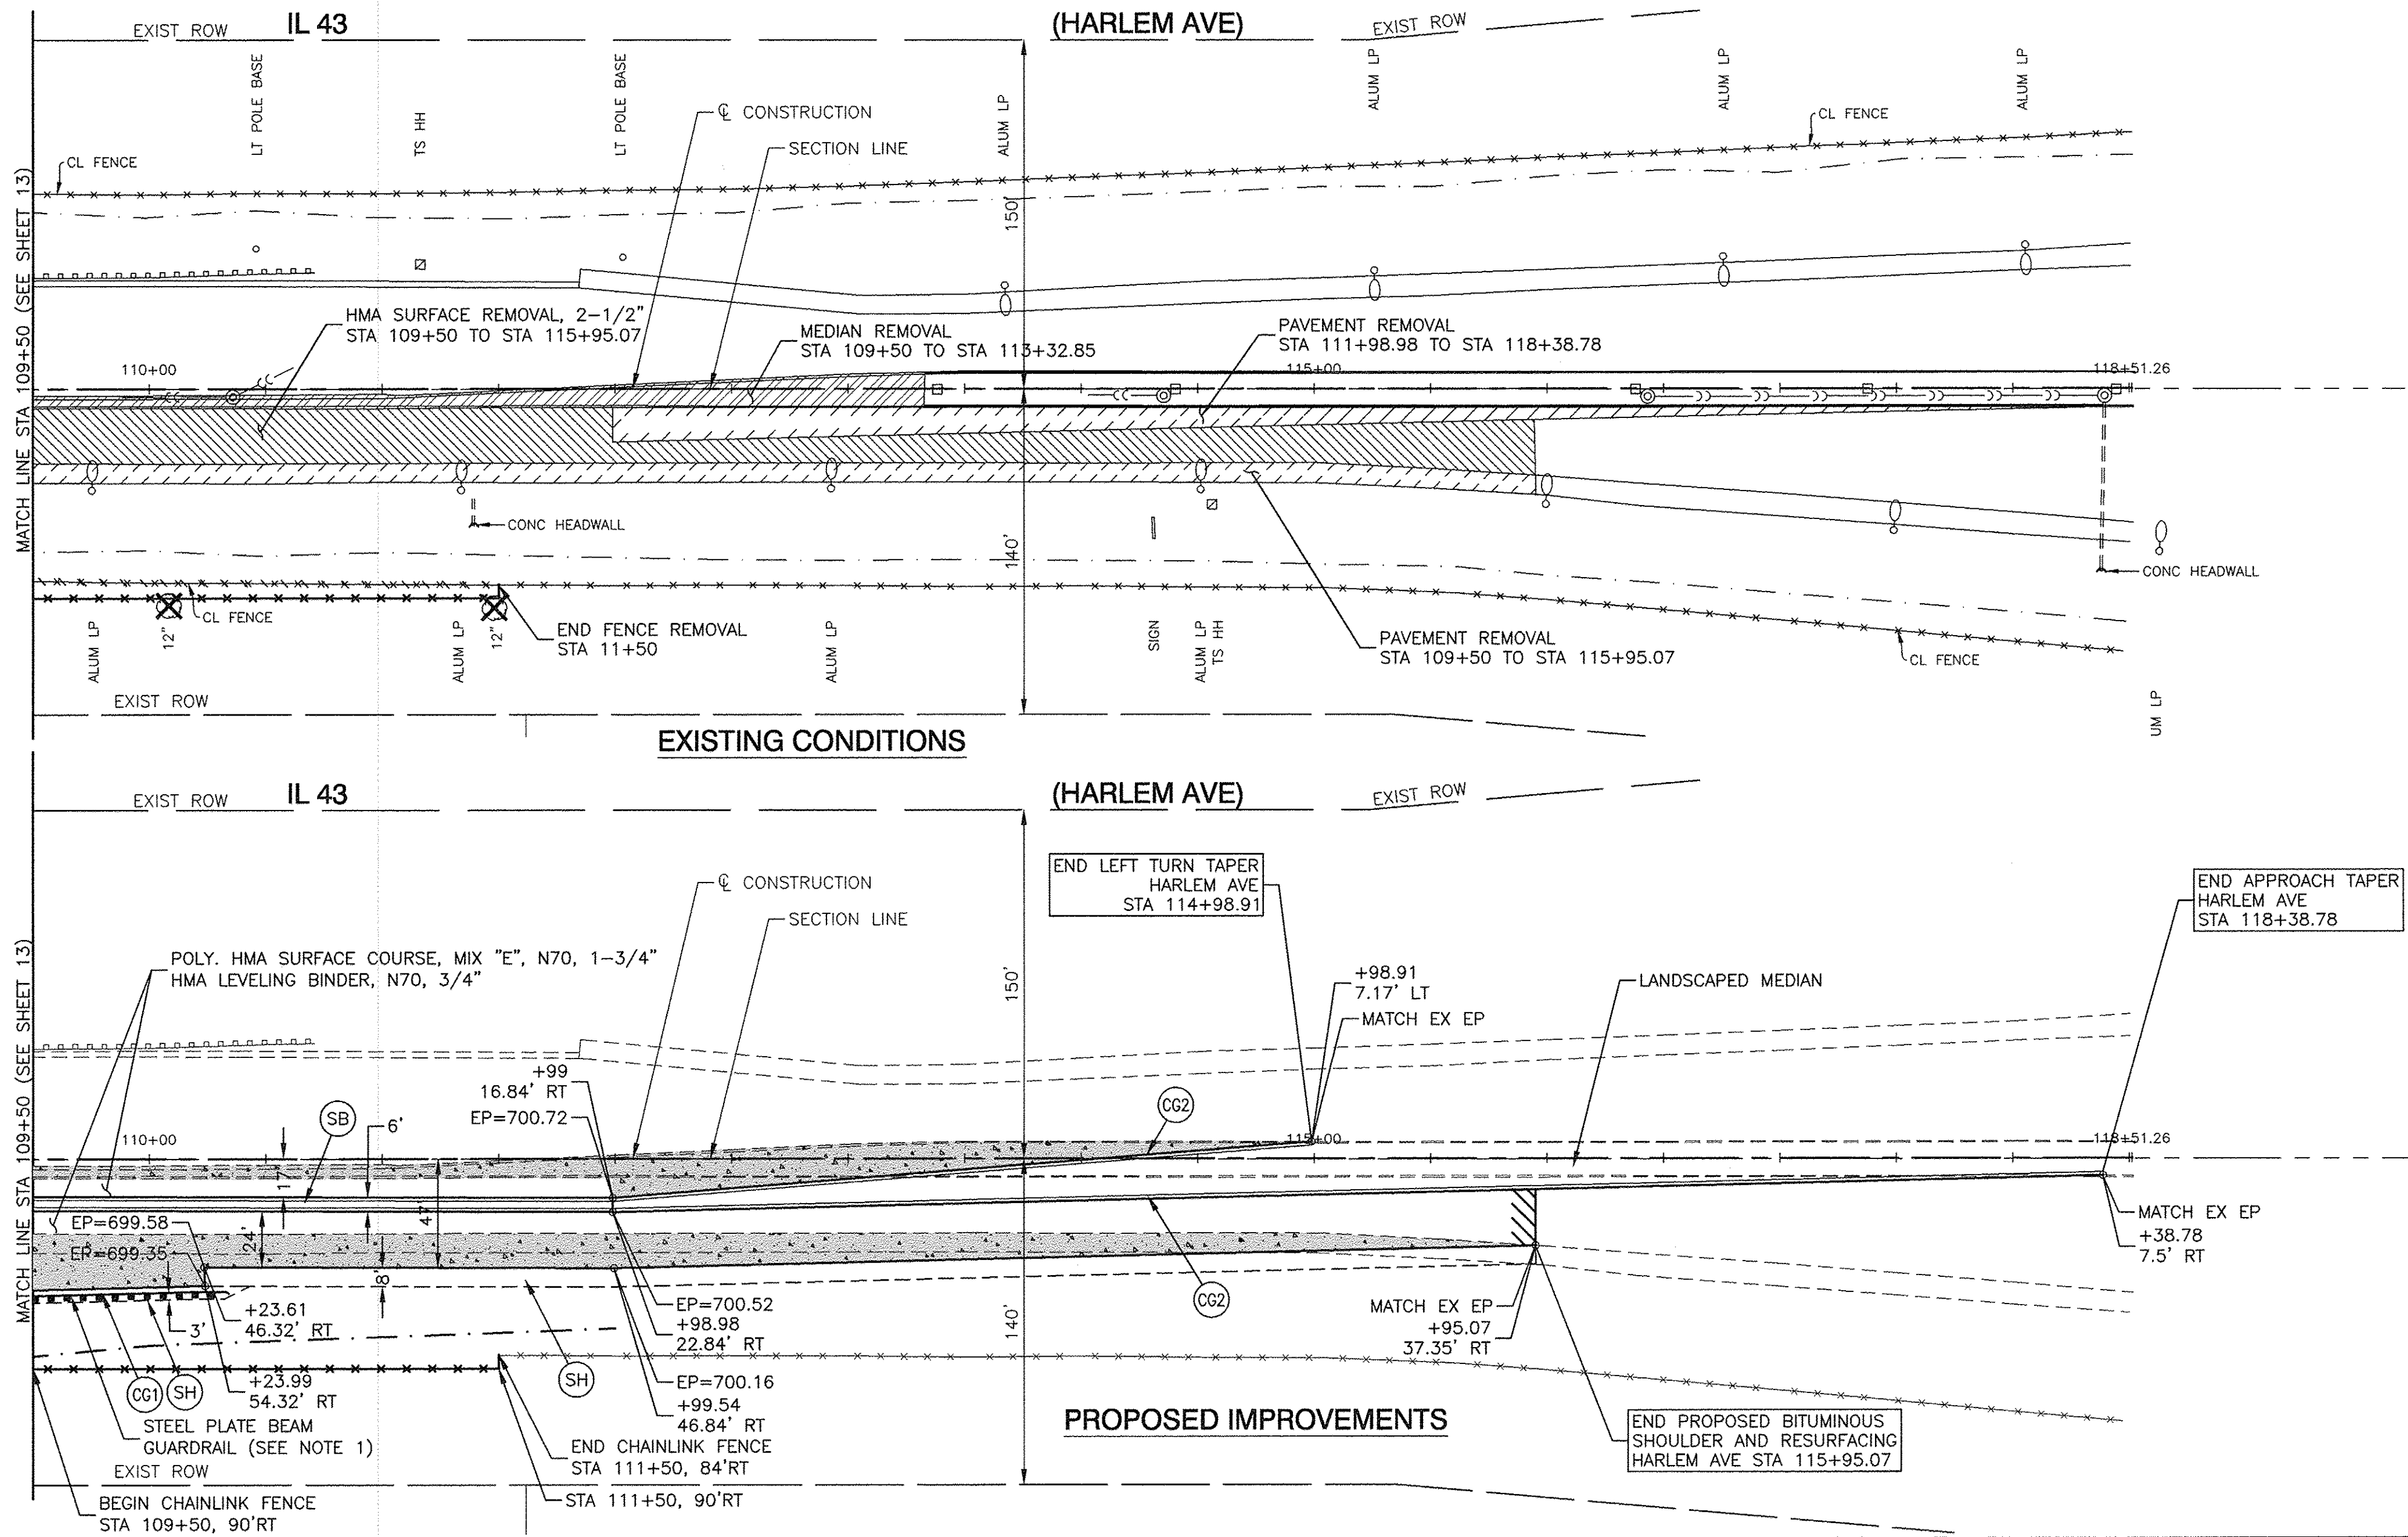 IL 43
(HARLEM AVE)
EXIST ROW
EXIST ROW
LT POLE BASE
TS HH
LT POLE BASE
ALUM LP
ALUM LP
ALUM LP
ALUM LP
CL FENCE
CL FENCE
℄ CONSTRUCTION
SECTION LINE
150'
MATCH LINE STA 109+50 (SEE SHEET 13)
HMA SURFACE REMOVAL, 2-1/2"
STA 109+50 TO STA 115+95.07
MEDIAN REMOVAL
STA 109+50 TO STA 113+32.85
PAVEMENT REMOVAL
STA 111+98.98 TO STA 118+38.78
110+00
115+00
118+51.26
CONC HEADWALL
140'
CONC HEADWALL
CL FENCE
12"
12"
END FENCE REMOVAL
STA 11+50
PAVEMENT REMOVAL
STA 109+50 TO STA 115+95.07
CL FENCE
ALUM LP
ALUM LP
ALUM LP
SIGN
ALUM LP
TS HH
UM LP
EXIST ROW
EXISTING CONDITIONS
IL 43
(HARLEM AVE)
EXIST ROW
EXIST ROW
END LEFT TURN TAPER
HARLEM AVE
STA 114+98.91
END APPROACH TAPER
HARLEM AVE
STA 118+38.78
℄ CONSTRUCTION
SECTION LINE
MATCH LINE STA 109+50 (SEE SHEET 13)
POLY. HMA SURFACE COURSE, MIX "E", N70, 1-3/4"
HMA LEVELING BINDER, N70, 3/4"
150'
+98.91
7.17' LT
MATCH EX EP
LANDSCAPED MEDIAN
+99
16.84' RT
EP=700.72
SB
6'
CG2
110+00
115+00
118+51.26
17'
47'
24'
EP=699.58
EP=699.35
8'
MATCH EX EP
+38.78
7.5' RT
+23.61
46.32' RT
3'
EP=700.52
+98.98
22.84' RT
CG2
140'
MATCH EX EP
+95.07
37.35' RT
CG1
SH
+23.99
54.32' RT
SH
EP=700.16
+99.54
46.84' RT
STEEL PLATE BEAM
GUARDRAIL (SEE NOTE 1)
PROPOSED IMPROVEMENTS
END PROPOSED BITUMINOUS
SHOULDER AND RESURFACING
HARLEM AVE STA 115+95.07
END CHAINLINK FENCE
STA 111+50, 84'RT
EXIST ROW
STA 111+50, 90'RT
BEGIN CHAINLINK FENCE
STA 109+50, 90'RT